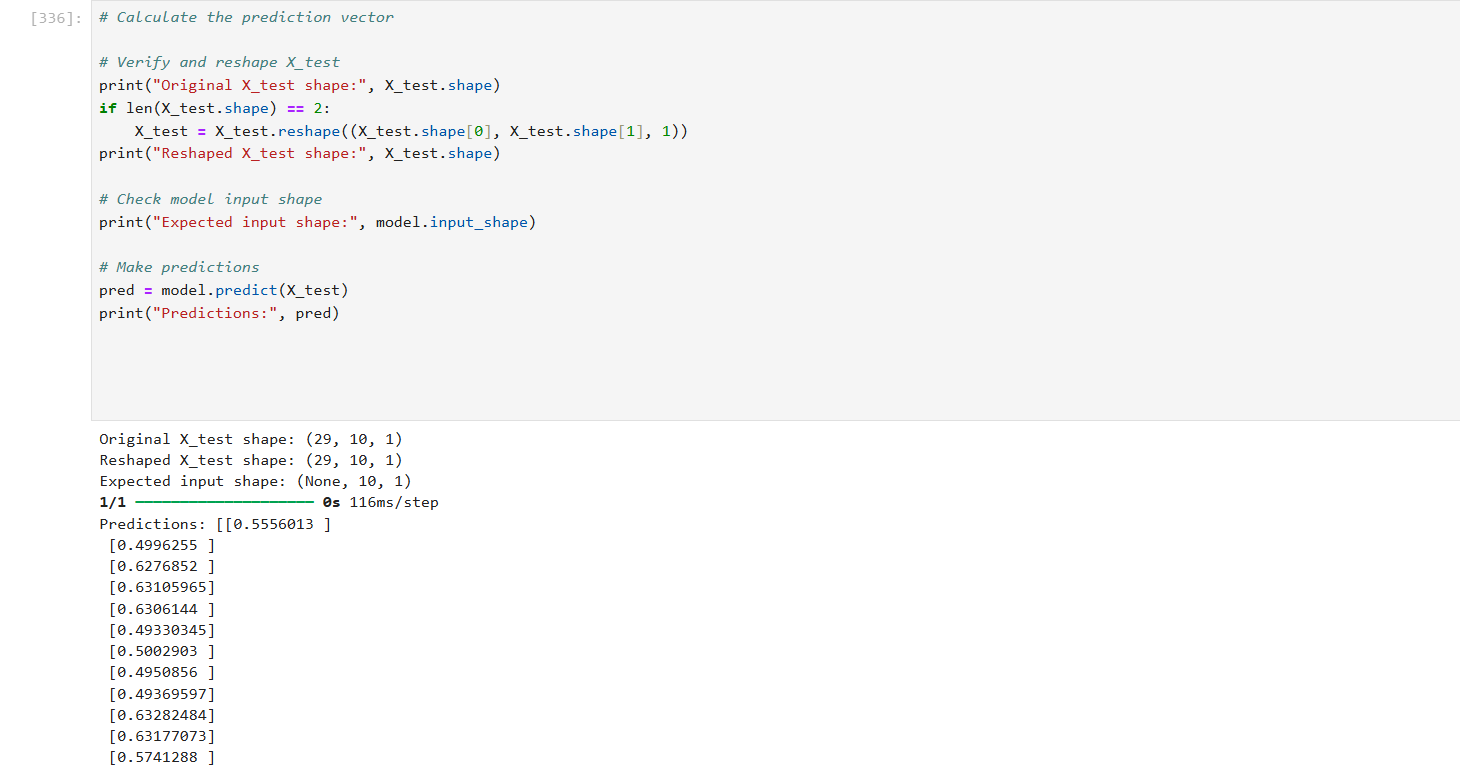 [336]: # Calculate the prediction vector
# Verify and reshape X_test
print("Original X_test shape:", X_test.shape)
if len(X_test.shape) == 2:
    X_test = X_test.reshape((X_test.shape[0], X_test.shape[1], 1))
print("Reshaped X_test shape:", X_test.shape)
# Check model input shape
print("Expected input shape:", model.input_shape)
# Make predictions
pred = model.predict(X_test)
print("Predictions:", pred)
Original X_test shape: (29, 10, 1)
Reshaped X_test shape: (29, 10, 1)
Expected input shape: (None, 10, 1)
1/1 ━━━━━━━━━━━━━━━━━━━━ 0s 116ms/step
Predictions: [[0.5556013 ]
 [0.4996255 ]
 [0.6276852 ]
 [0.63105965]
 [0.6306144 ]
 [0.49330345]
 [0.5002903 ]
 [0.4950856 ]
 [0.49369597]
 [0.63282484]
 [0.63177073]
 [0.5741288 ]